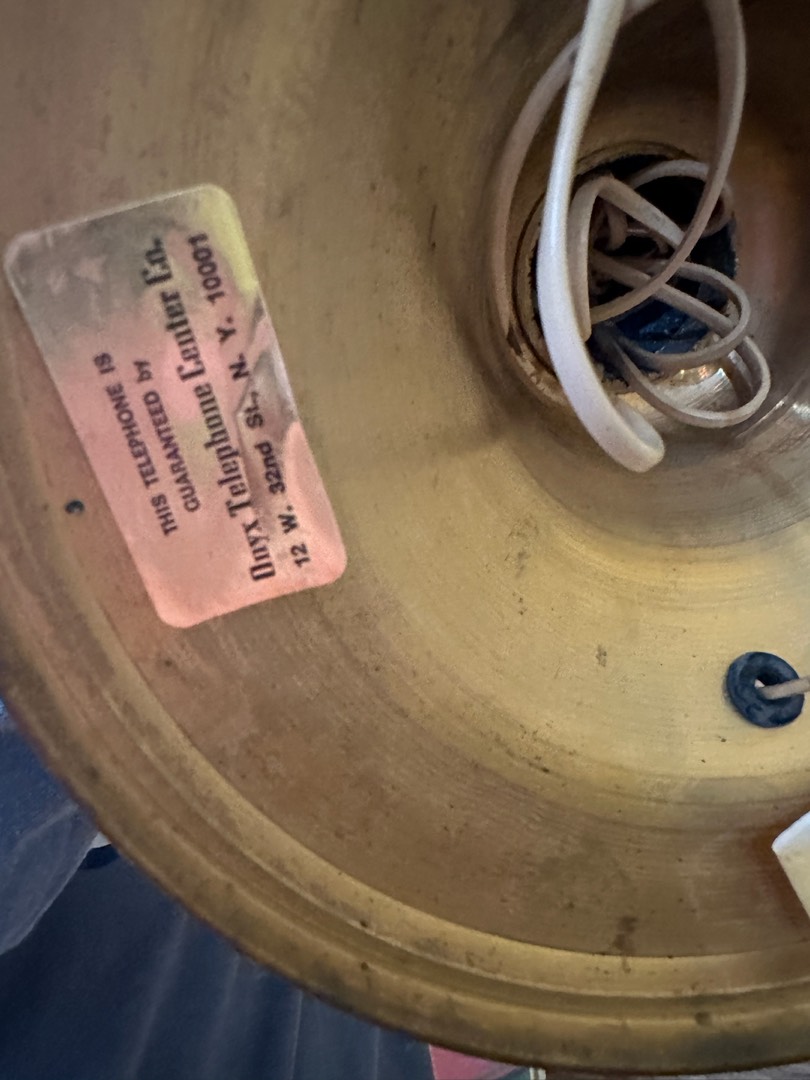 THIS TELEPHONE IS
GUARANTEED by
Onyx Telephone Center Co.
12 W. 32nd St., N. Y. 10001